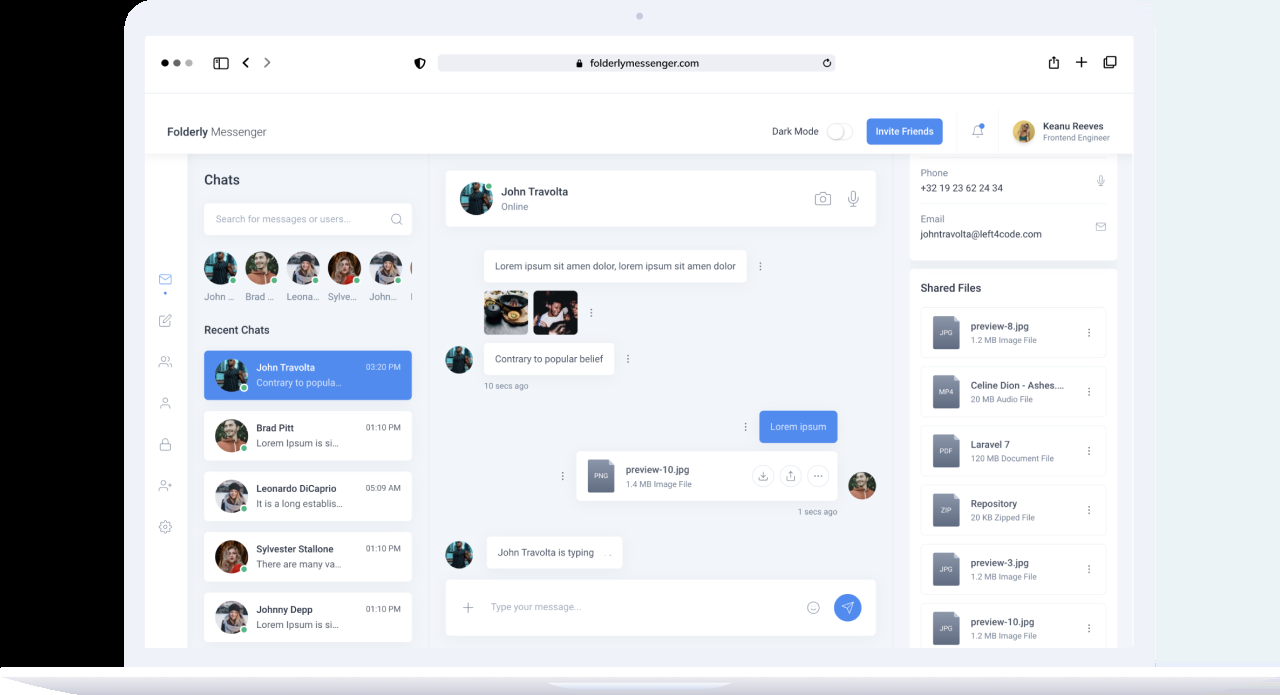 folderlymessenger.com
Folderly Messenger
Dark Mode
Invite Friends
Keanu Reeves
Frontend Engineer
Chats
Search for messages or users...
John ...
Brad ...
Leona...
Sylve...
John...
Recent Chats
John Travolta 03:20 PM
Contrary to popula...
Brad Pitt 01:10 PM
Lorem Ipsum is si...
Leonardo DiCaprio 05:09 AM
It is a long establis...
Sylvester Stallone 01:10 PM
There are many va...
Johnny Depp 01:10 PM
Lorem Ipsum is si...
John Travolta
Online
Lorem ipsum sit amen dolor, lorem ipsum sit amen dolor
Contrary to popular belief
10 secs ago
Lorem ipsum
PNG
preview-10.jpg
1.4 MB Image File
1 secs ago
John Travolta is typing ..
Type your message...
Phone
+32 19 23 62 24 34
Email
johntravolta@left4code.com
Shared Files
JPG
preview-8.jpg
1.2 MB Image File
MP4
Celine Dion - Ashes....
20 MB Audio File
PDF
Laravel 7
120 MB Document File
ZIP
Repository
20 KB Zipped File
JPG
preview-3.jpg
1.2 MB Image File
JPG
preview-10.jpg
1.2 MB Image File